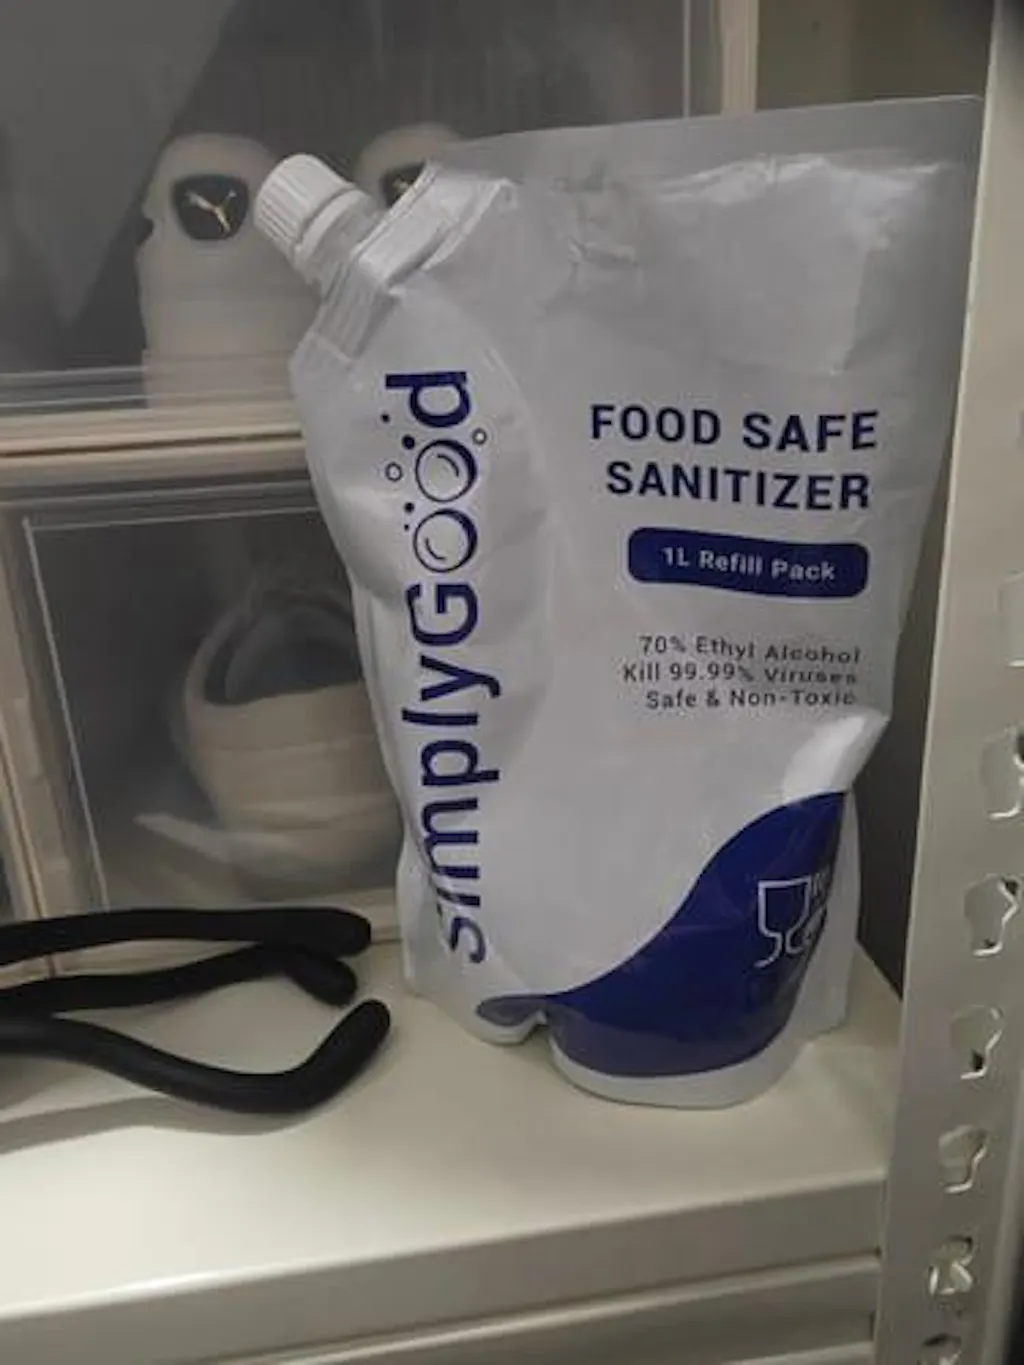 simplyGood
FOOD SAFE
SANITIZER
1L Refill Pack
70% Ethyl Alcohol
Kill 99.99% Viruses
Safe & Non-Toxic